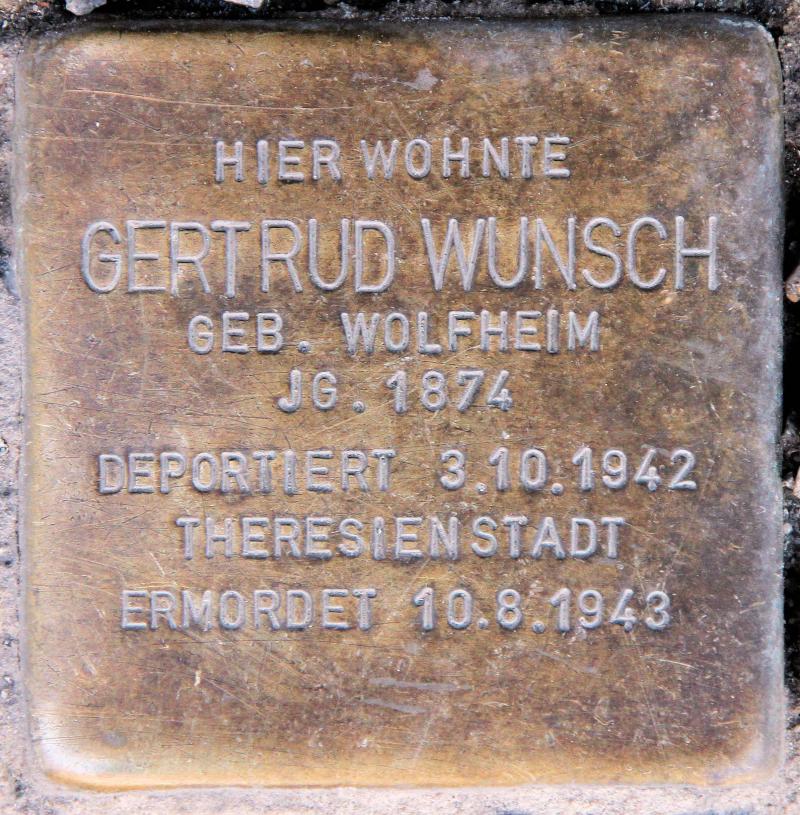 HIER WOHNTE
GERTRUD WUNSCH
GEB. WOLFHEIM
JG. 1874
DEPORTIERT 3.10.1942
THERESIENSTADT
ERMORDET 10.8.1943